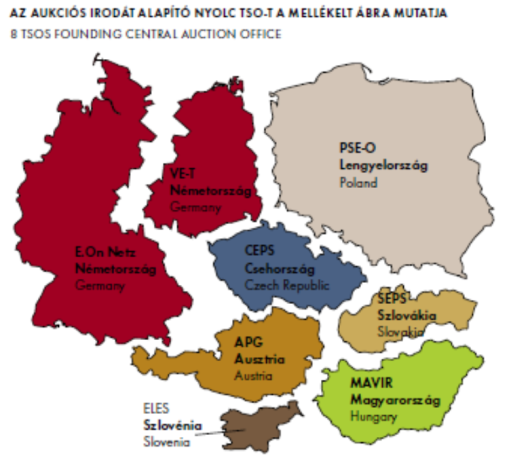 AZ AUKCIÓS IRODÁT ALAPÍTÓ NYOLC TSO-T A MELLÉKELT ÁBRA MUTATJA
8 TSOS FOUNDING CENTRAL AUCTION OFFICE
PSE-O
Lengyelország
Poland
VE-T
Németország
Germany
E.On Netz
Németország
Germany
CEPS
Csehország
Czech Republic
SEPS
Szlovákia
Slovakia
APG
Ausztria
Austria
MAVIR
Magyarország
Hungary
ELES
Szlovénia
Slovenia